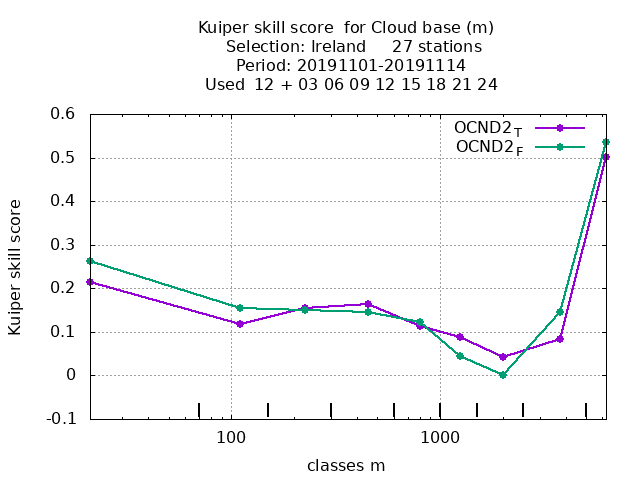 Kuiper skill score  for Cloud base (m)
Selection: Ireland     27 stations
Period: 20191101-20191114
Used  12 + 03 06 09 12 15 18 21 24
OCND2_T
OCND2_F
0.6
0.5
0.4
0.3
0.2
0.1
0
-0.1
Kuiper skill score
100
1000
classes m